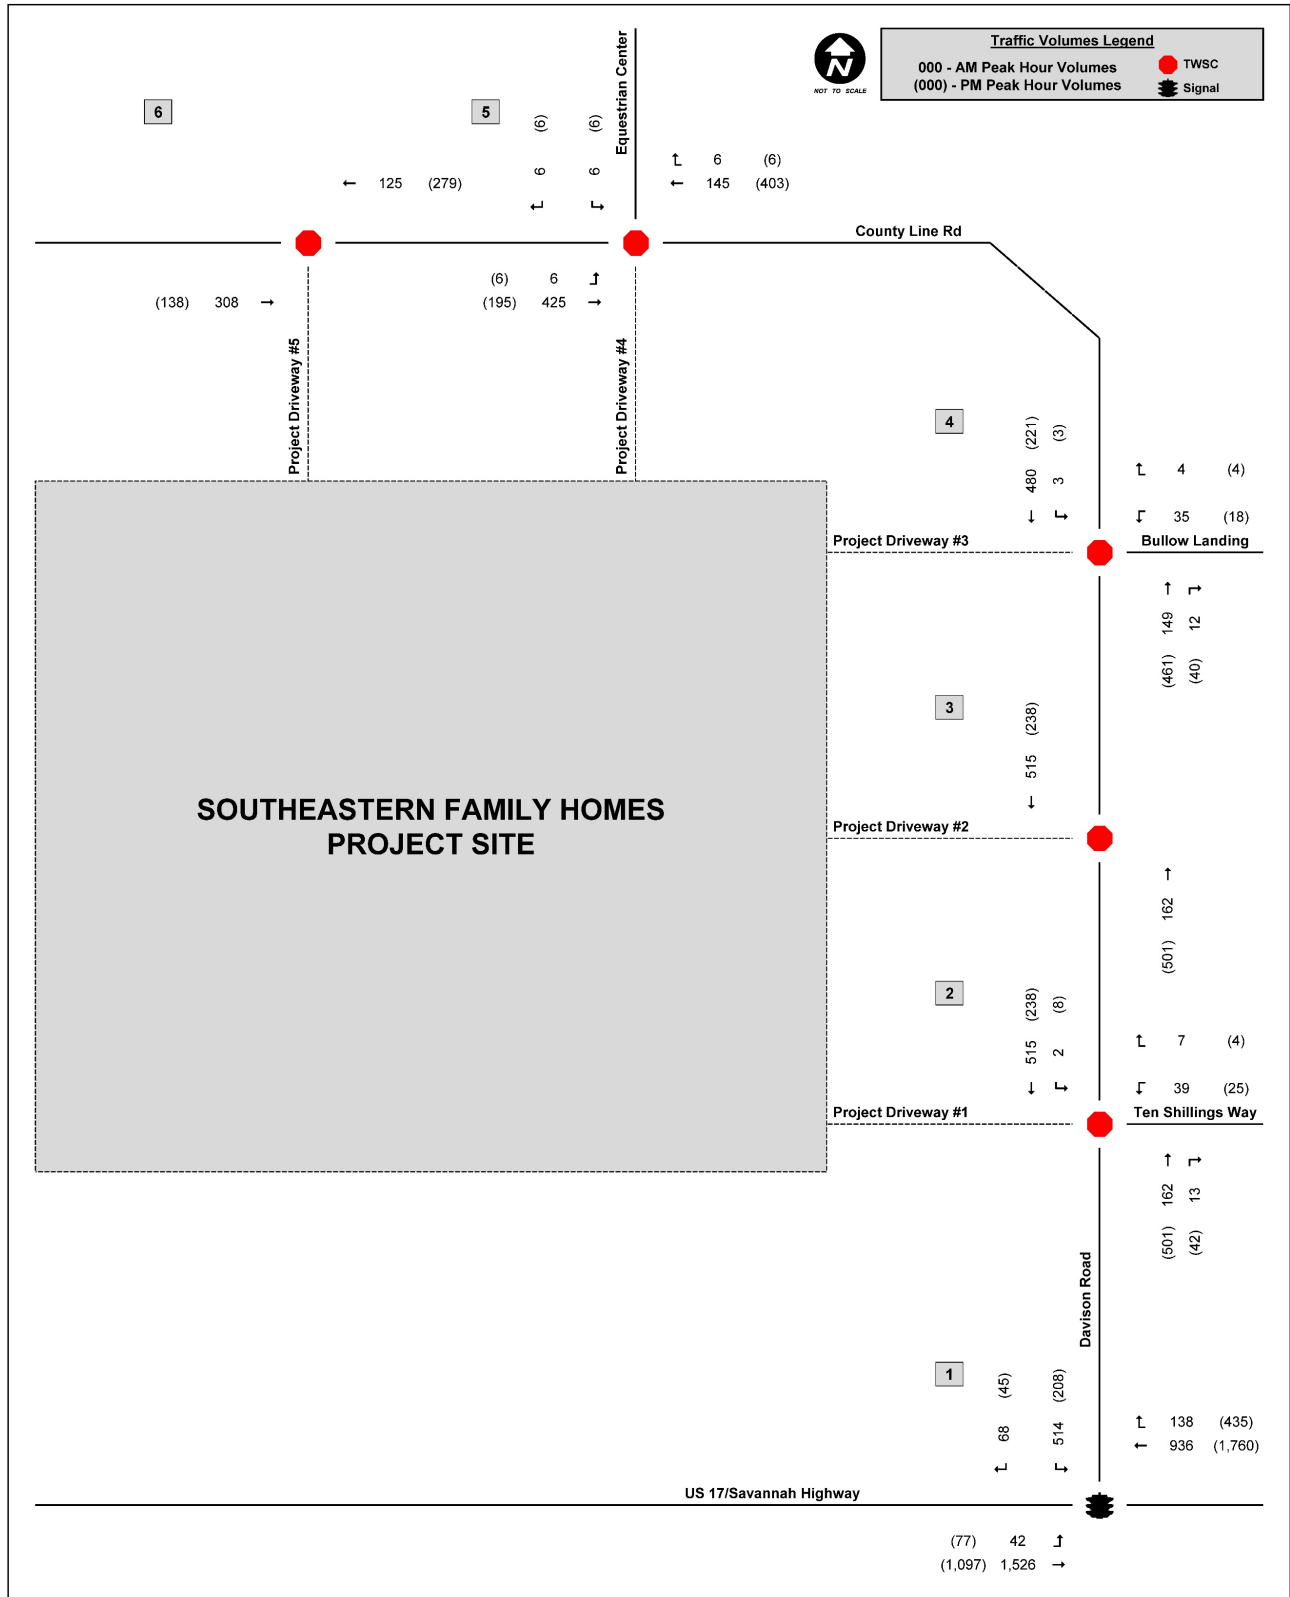 Traffic Volumes Legend
000 - AM Peak Hour Volumes
TWSC
(000) - PM Peak Hour Volumes
Signal
N
NOT TO SCALE
6
5
Equestrian Center
6 (6)
6 (6)
6 (6)
145 (403)
125 (279)
County Line Rd
(6) 6
(195) 425
(138) 308
Project Driveway #5
Project Driveway #4
4
480 (221)
3 (3)
4 (4)
35 (18)
Project Driveway #3
Bullow Landing
(461) 149
(40) 12
3
515 (238)
SOUTHEASTERN FAMILY HOMES
PROJECT SITE
Project Driveway #2
(501) 162
2
515 (238)
2 (8)
7 (4)
39 (25)
Project Driveway #1
Ten Shillings Way
(501) 162
(42) 13
Davison Road
1
68 (45)
514 (208)
138 (435)
936 (1,760)
US 17/Savannah Highway
(77) 42
(1,097) 1,526